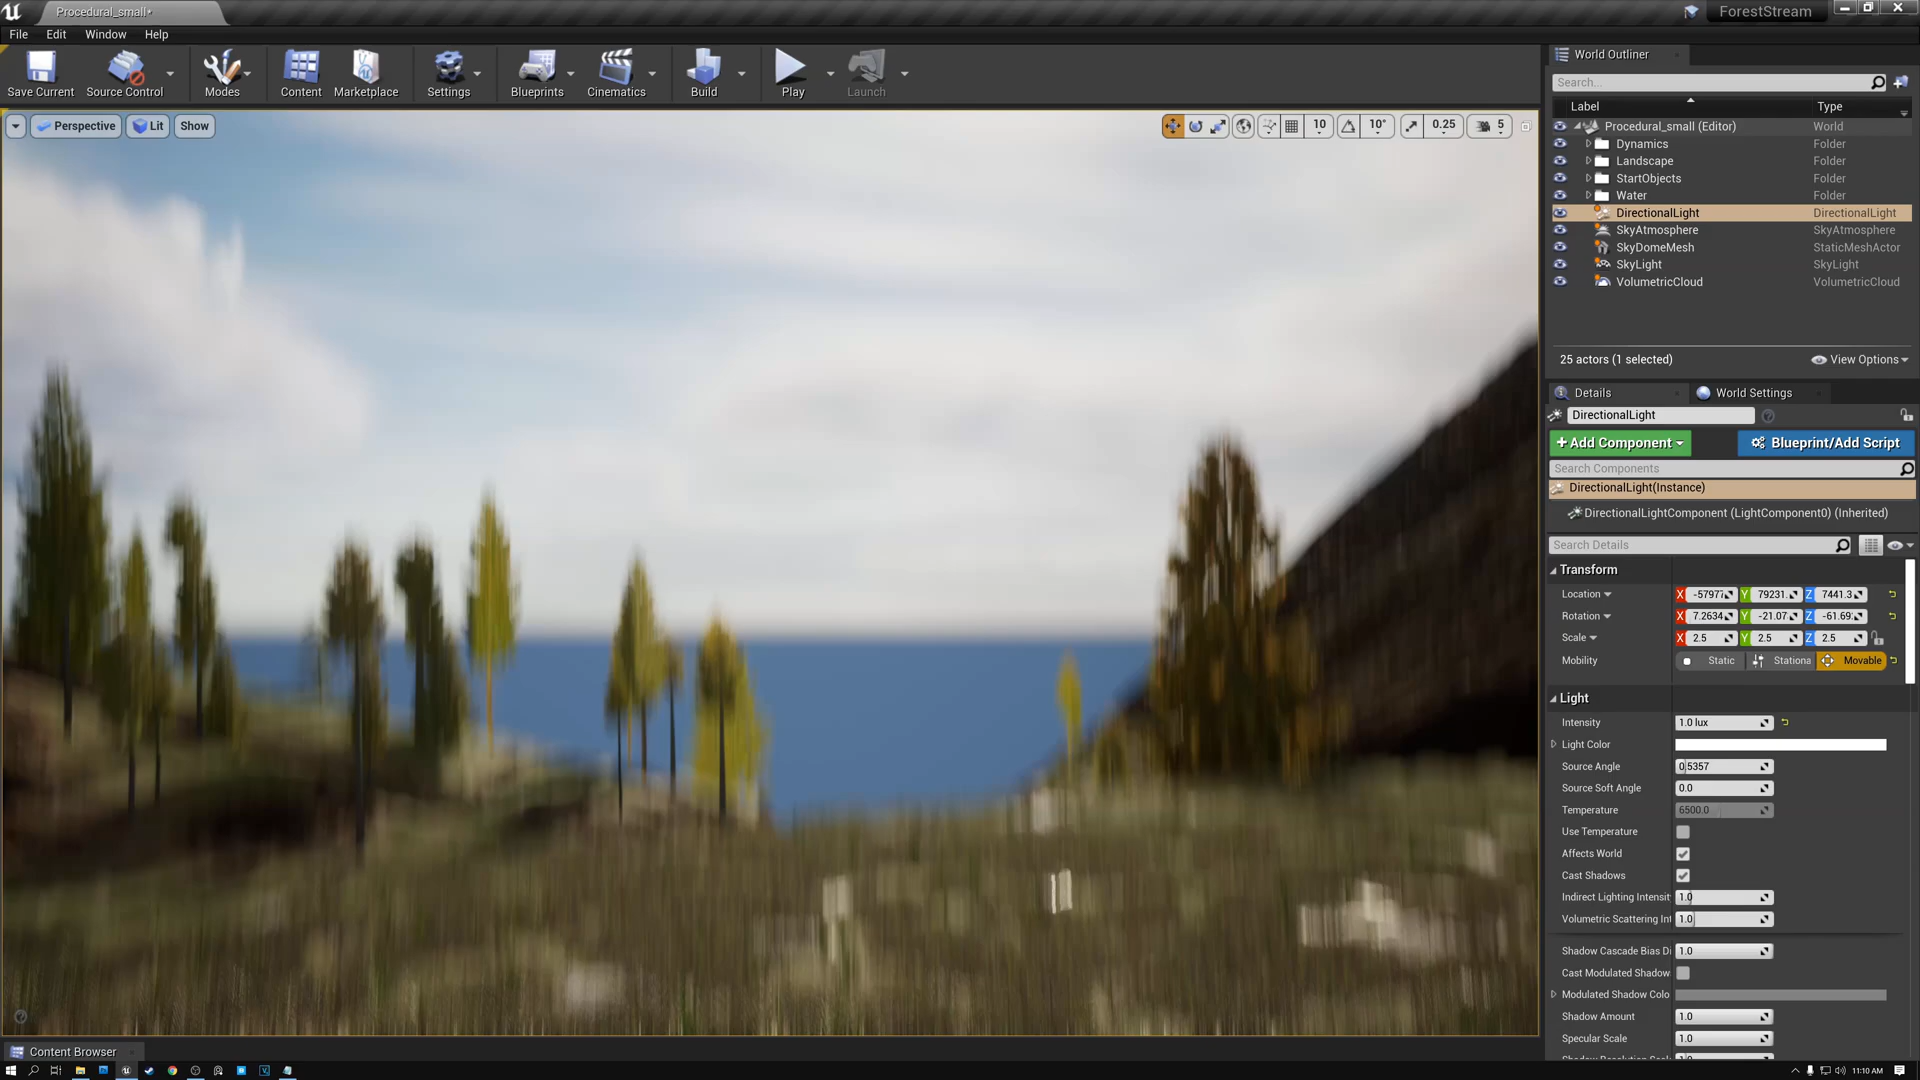 Procedural_small•
ForestStream
File Edit Window Help
Save Current Source Control Modes Content Marketplace Settings Blueprints Cinematics Build Play Launch
Perspective Lit Show
10 10° 0.25 5
World Outliner
Search...
Label Type
Procedural_small (Editor) World
Dynamics Folder
Landscape Folder
StartObjects Folder
Water Folder
DirectionalLight DirectionalLight
SkyAtmosphere SkyAtmosphere
SkyDomeMesh StaticMeshActor
SkyLight SkyLight
VolumetricCloud VolumetricCloud
25 actors (1 selected) View Options
Details World Settings
DirectionalLight
+ Add Component Blueprint/Add Script
Search Components
DirectionalLight(Instance)
DirectionalLightComponent (LightComponent0) (Inherited)
Search Details
Transform
Location X -57977 Y 79231. Z 7441.3
Rotation X 7.2634 Y -21.07 Z -61.69
Scale X 2.5 Y 2.5 Z 2.5
Mobility Static Stationa Movable
Light
Intensity 1.0 lux
Light Color
Source Angle 0.5357
Source Soft Angle 0.0
Temperature 6500.0
Use Temperature
Affects World
Cast Shadows
Indirect Lighting Intensit 1.0
Volumetric Scattering Int 1.0
Shadow Cascade Bias Di 1.0
Cast Modulated Shadow
Modulated Shadow Colo
Shadow Amount 1.0
Specular Scale 1.0
Content Browser
11:10 AM